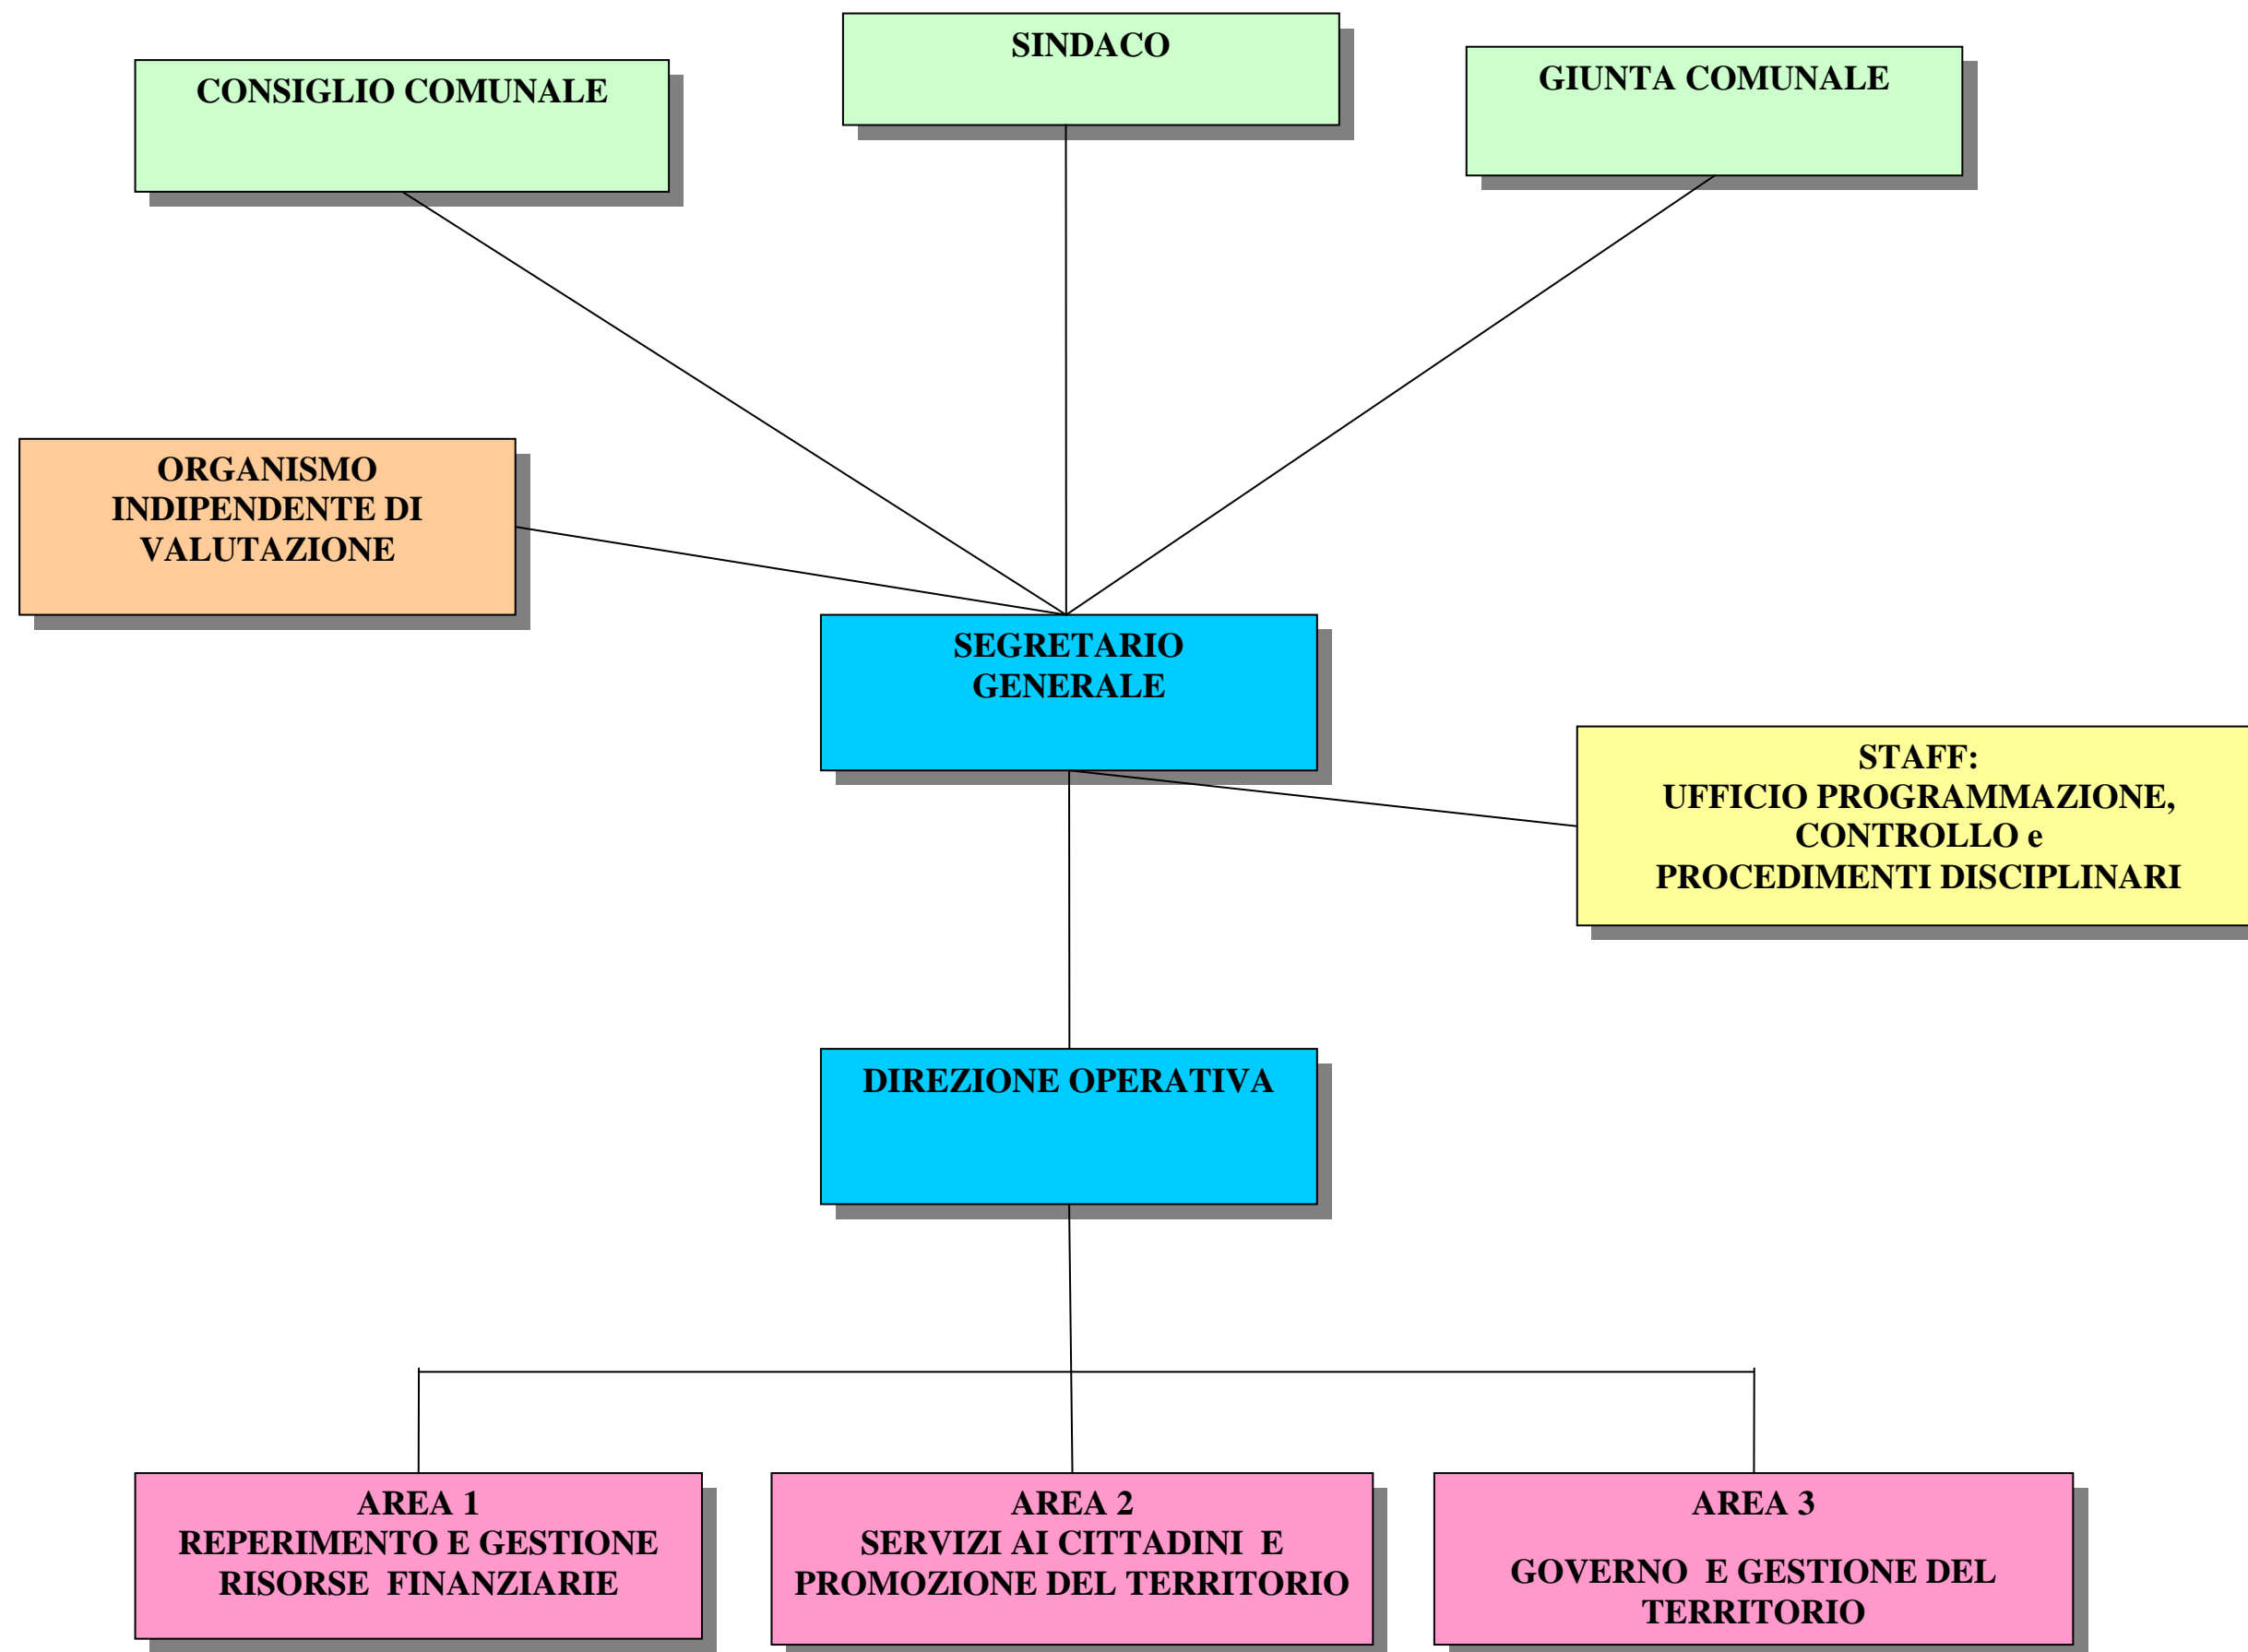 SINDACO
CONSIGLIO COMUNALE
GIUNTA COMUNALE
ORGANISMO
INDIPENDENTE DI
VALUTAZIONE
SEGRETARIO
GENERALE
STAFF:
UFFICIO PROGRAMMAZIONE,
CONTROLLO e
PROCEDIMENTI DISCIPLINARI
DIREZIONE OPERATIVA
AREA 1
REPERIMENTO E GESTIONE
RISORSE FINANZIARIE
AREA 2
SERVIZI AI CITTADINI E
PROMOZIONE DEL TERRITORIO
AREA 3
GOVERNO E GESTIONE DEL
TERRITORIO